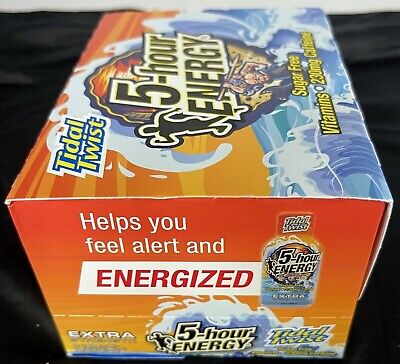 Tidal
Twist
5-hour
ENERGY
Sugar Free
Vitamins • 230mg Caffeine
Helps you
feel alert and
ENERGIZED
Tidal
Twist
5-hour
ENERGY
EXTRA
EXTRA
5-hour
ENERGY
Tidal
Twist